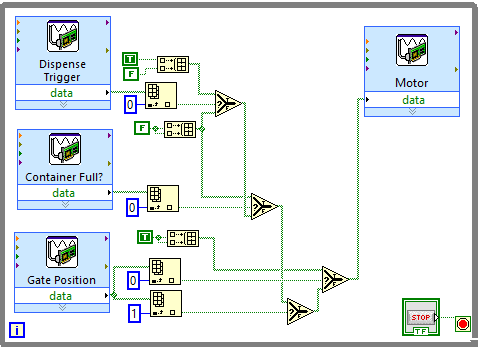 Dispense
Trigger
data
T
F
0
?
T
F
Motor
data
F
Container Full?
data
0
?
T
F
T
Gate Position
data
0
1
?
T
F
?
T
F
i
STOP
TF